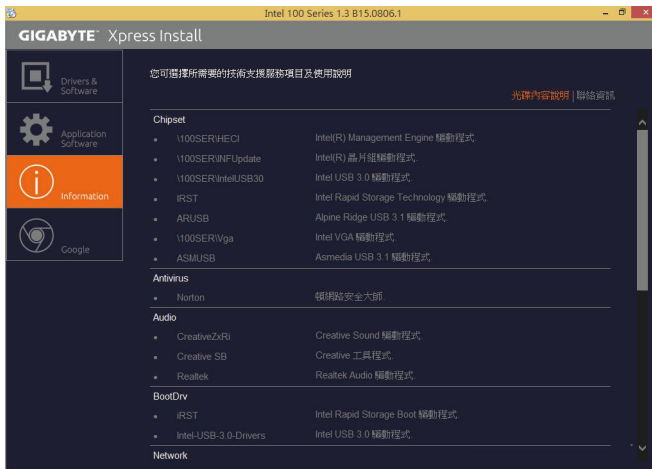 Intel 100 Series 1.3 B15.0806.1
GIGABYTE™ Xpress Install
Drivers &
Software
Application
Software
Information
Google
您可選擇所需要的技術支援服務項目及使用說明
光碟內容說明 | 聯絡資訊
Chipset
• \100SER\HECI Intel(R) Management Engine 驅動程式.
• \100SER\INFUpdate Intel(R) 晶片組驅動程式.
• \100SER\IntelUSB30 Intel USB 3.0 驅動程式.
• IRST Intel Rapid Storage Technology 驅動程式.
• ARUSB Alpine Ridge USB 3.1 驅動程式.
• \100SER\Vga Intel VGA 驅動程式.
• ASMUSB Asmedia USB 3.1 驅動程式.
Antivirus
• Norton 頓網路安全大師.
Audio
• CreativeZxRi Creative Sound 驅動程式.
• Creative SB Creative 工具程式.
• Realtek Realtek Audio 驅動程式.
BootDrv
• iRST Intel Rapid Storage Boot 驅動程式.
• Intel-USB-3.0-Drivers Intel USB 3.0 驅動程式.
Network